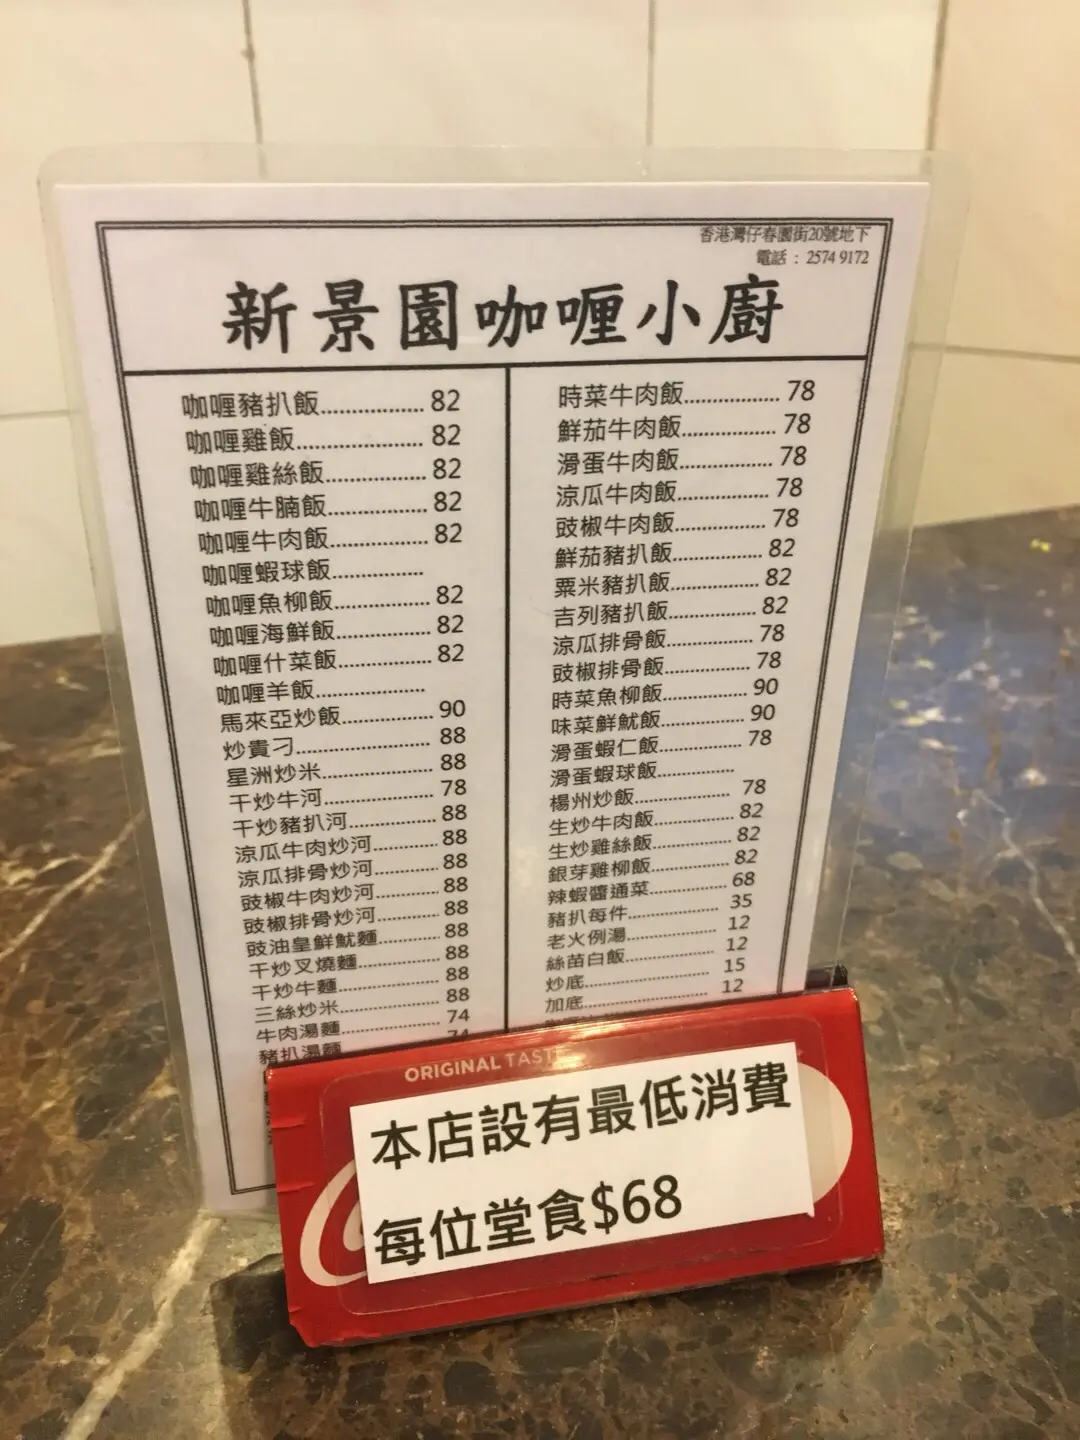 香港灣仔春園街20號地下
電話：2574 9172
新景園咖喱小廚
咖喱豬扒飯................. 82
咖喱雞飯..................... 82
咖喱雞絲飯................. 82
咖喱牛腩飯................. 82
咖喱牛肉飯................. 82
咖喱蝦球飯.................
咖喱魚柳飯................. 82
咖喱海鮮飯................. 82
咖喱什菜飯................. 82
咖喱羊飯.....................
馬來亞炒飯................. 90
炒貴刁......................... 88
星洲炒米..................... 88
干炒牛河..................... 78
干炒豬扒河................. 88
涼瓜牛肉炒河............. 88
涼瓜排骨炒河............. 88
豉椒牛肉炒河............. 88
豉椒排骨炒河............. 88
豉油皇鮮魷麵............. 88
干炒叉燒麵................. 88
干炒牛麵..................... 88
三絲炒米..................... 88
牛肉湯麵..................... 74
豬扒湯麵 74
時菜牛肉飯................. 78
鮮茄牛肉飯................. 78
滑蛋牛肉飯................. 78
涼瓜牛肉飯................. 78
豉椒牛肉飯................. 78
鮮茄豬扒飯................. 82
粟米豬扒飯................. 82
吉列豬扒飯................. 82
涼瓜排骨飯................. 78
豉椒排骨飯................. 78
時菜魚柳飯................. 90
味菜鮮魷飯................. 90
滑蛋蝦仁飯................. 78
滑蛋蝦球飯.................
楊州炒飯..................... 78
生炒牛肉飯................. 82
生炒雞絲飯................. 82
銀芽雞柳飯................. 82
辣蝦醬通菜................. 68
豬扒每件..................... 35
老火例湯..................... 12
絲苗白飯..................... 12
炒底............................. 15
加底............................. 12
ORIGINAL TASTE
本店設有最低消費
每位堂食$68